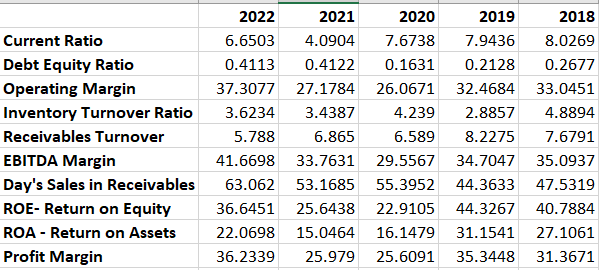 2022 2021 2020 2019 2018
Current Ratio 6.6503 4.0904 7.6738 7.9436 8.0269
Debt Equity Ratio 0.4113 0.4122 0.1631 0.2128 0.2677
Operating Margin 37.3077 27.1784 26.0671 32.4684 33.0451
Inventory Turnover Ratio 3.6234 3.4387 4.239 2.8857 4.8894
Receivables Turnover 5.788 6.865 6.589 8.2275 7.6791
EBITDA Margin 41.6698 33.7631 29.5567 34.7047 35.0937
Day's Sales in Receivables 63.062 53.1685 55.3952 44.3633 47.5319
ROE- Return on Equity 36.6451 25.6438 22.9105 44.3267 40.7884
ROA - Return on Assets 22.0698 15.0464 16.1479 31.1541 27.1061
Profit Margin 36.2339 25.979 25.6091 35.3448 31.3671